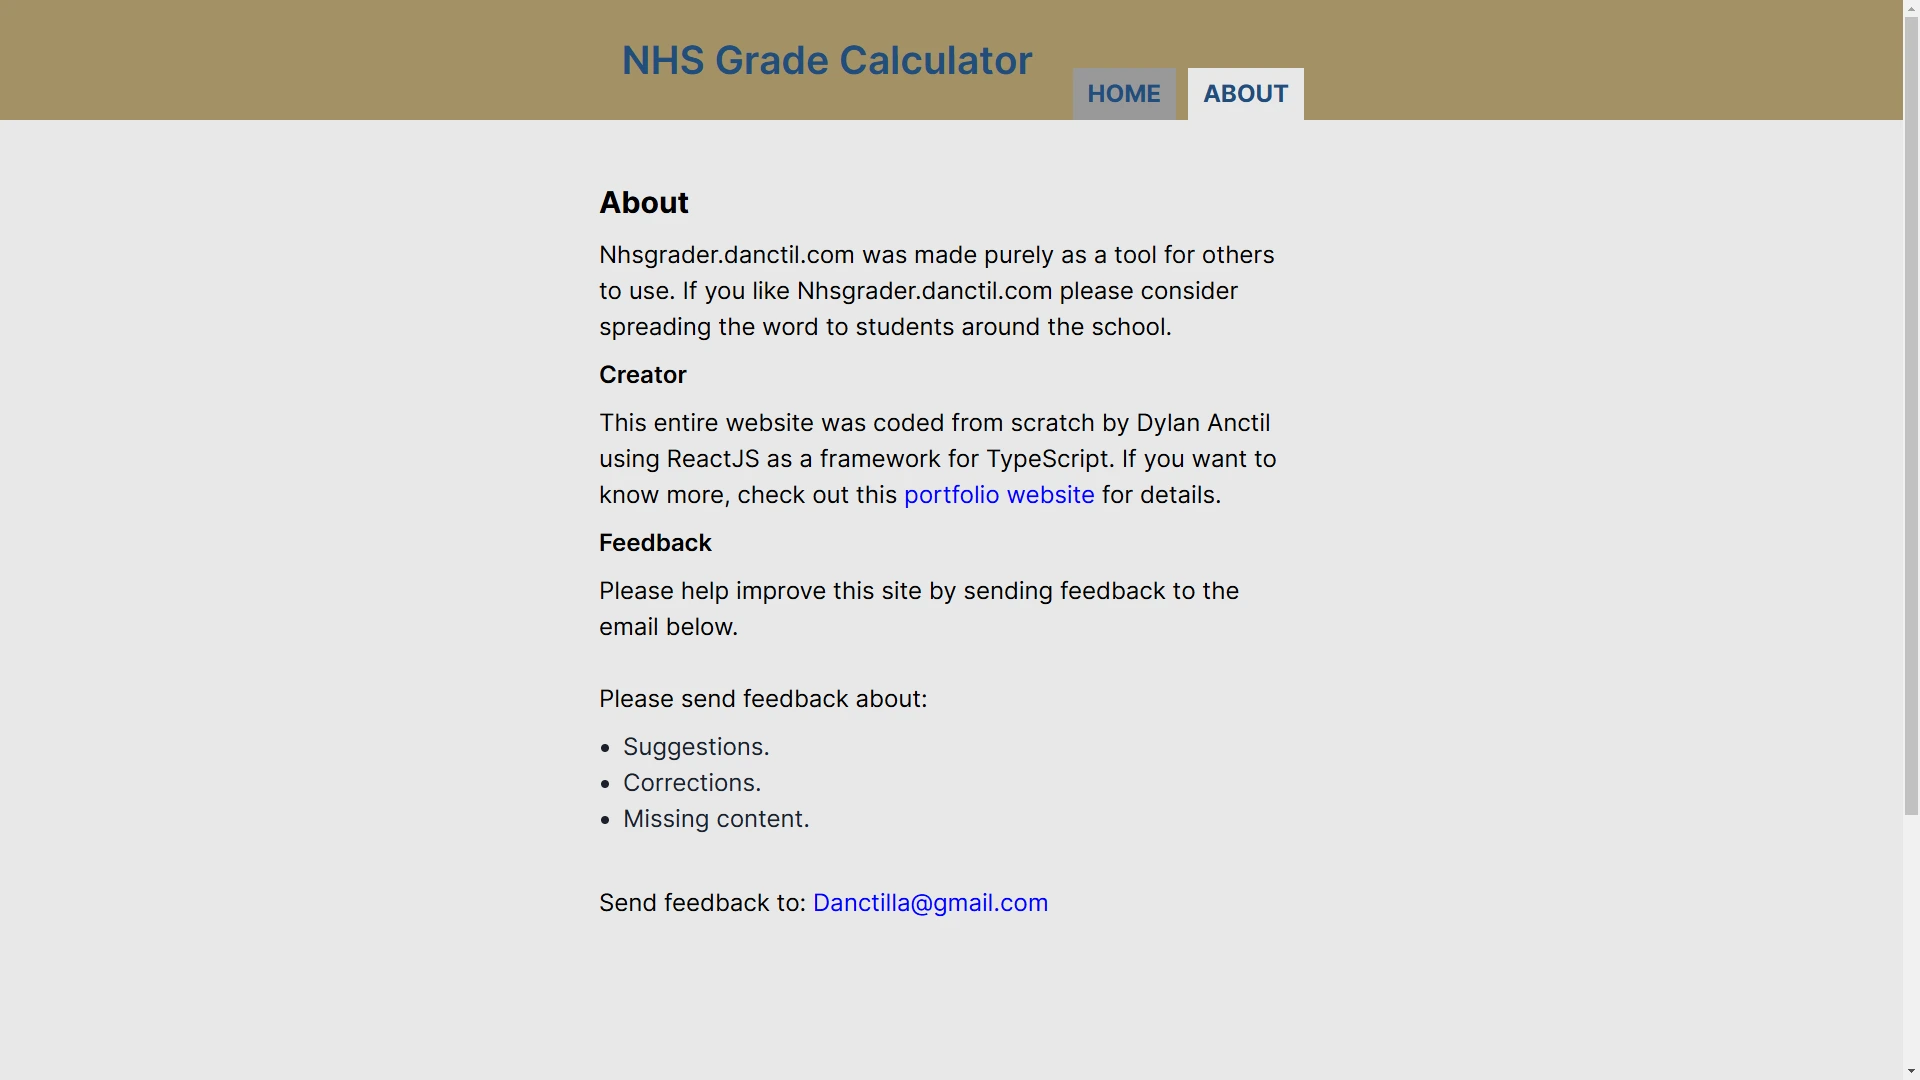 NHS Grade Calculator
HOME
ABOUT
About
Nhsgrader.danctil.com was made purely as a tool for others
to use. If you like Nhsgrader.danctil.com please consider
spreading the word to students around the school.
Creator
This entire website was coded from scratch by Dylan Anctil
using ReactJS as a framework for TypeScript. If you want to
know more, check out this portfolio website for details.
Feedback
Please help improve this site by sending feedback to the
email below.
Please send feedback about:
• Suggestions.
• Corrections.
• Missing content.
Send feedback to: Danctilla@gmail.com